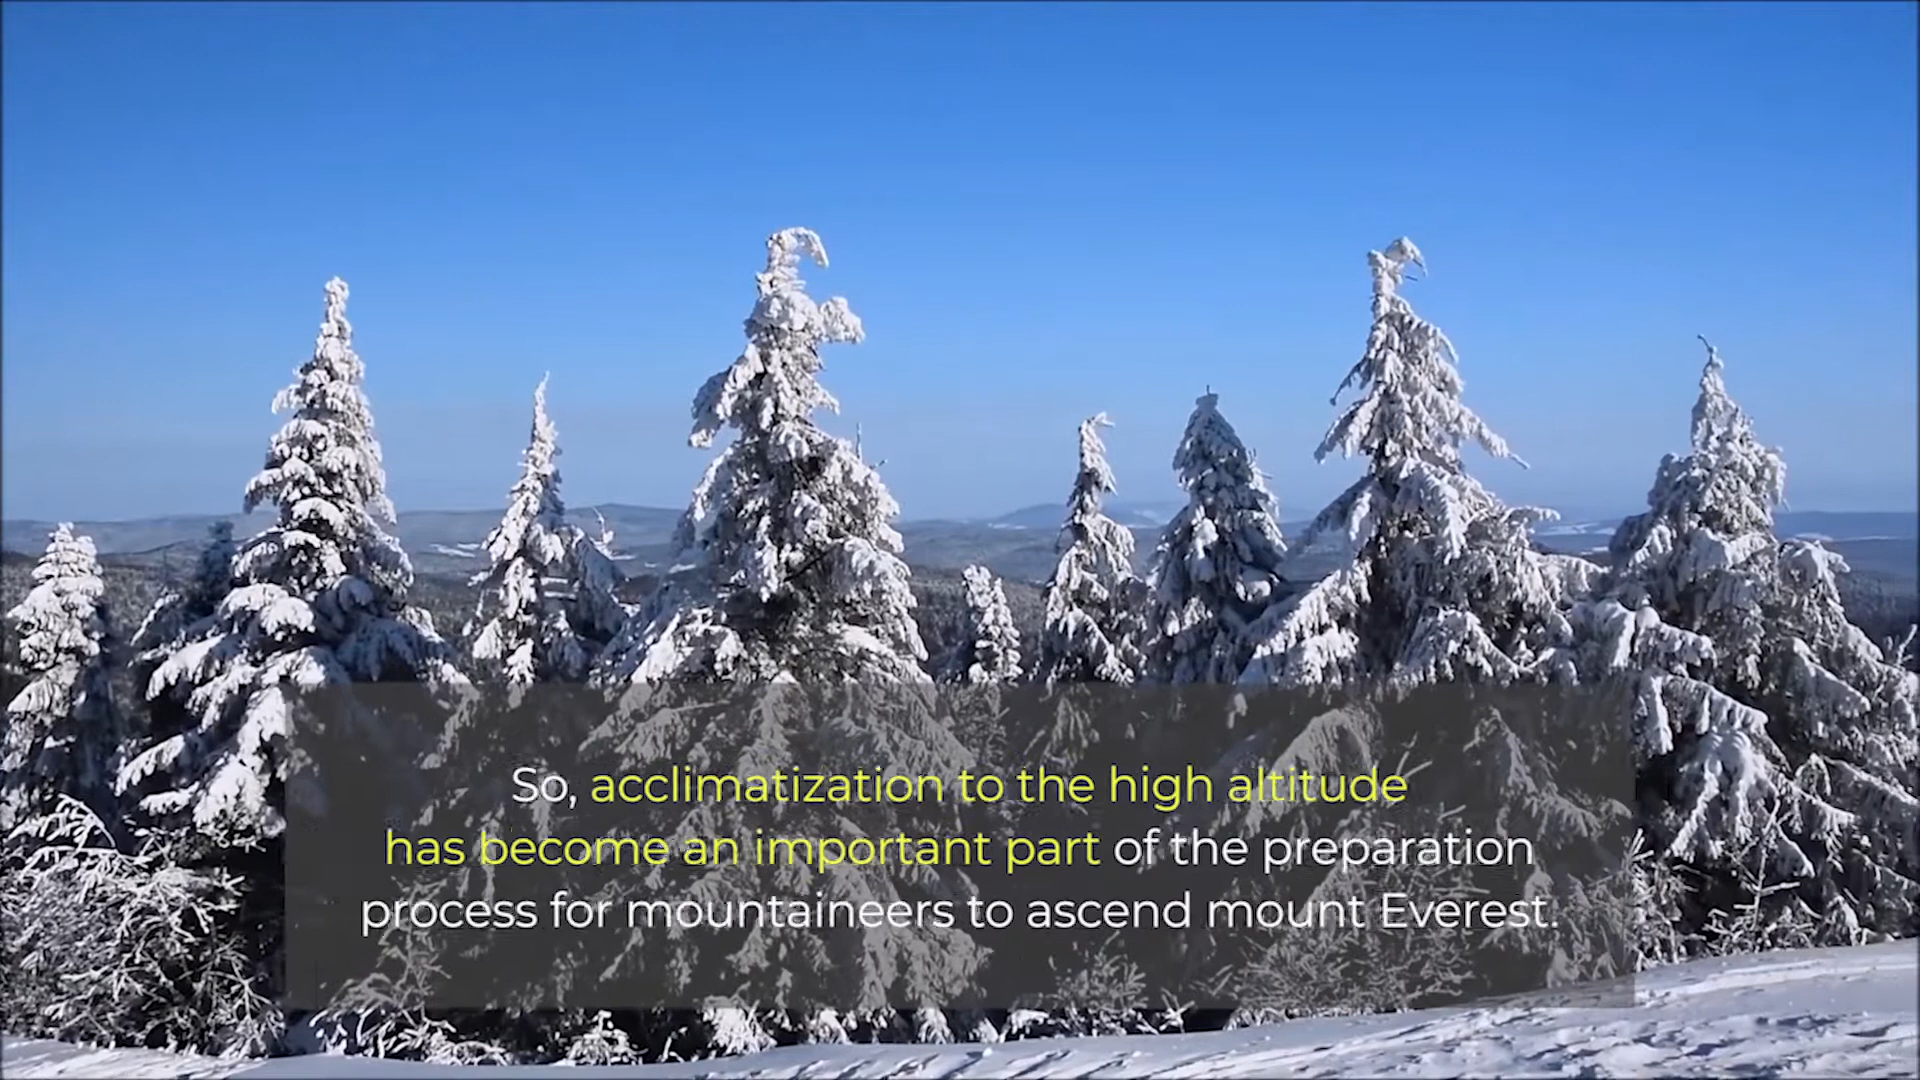 So, acclimatization to the high altitude
has become an important part of the preparation
process for mountaineers to ascend mount Everest.